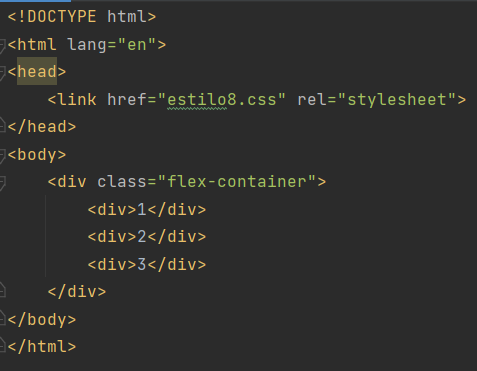 <!DOCTYPE html>
<html lang="en">
<head>
    <link href="estilo8.css" rel="stylesheet">
</head>
<body>
    <div class="flex-container">
        <div>1</div>
        <div>2</div>
        <div>3</div>
    </div>
</body>
</html>